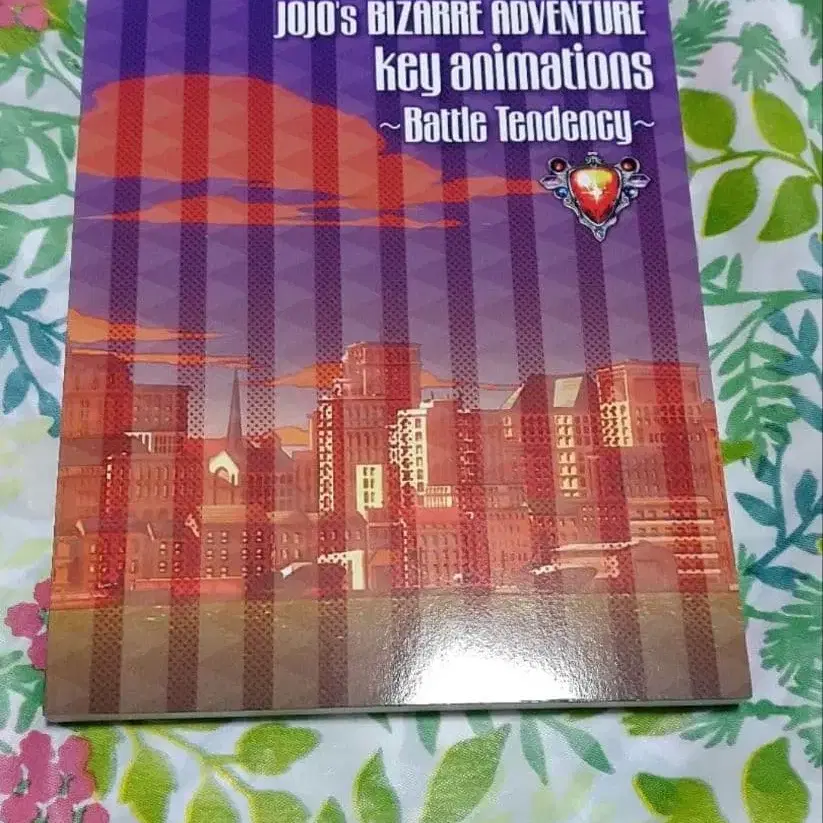 JOJO's BIZARRE ADVENTURE
key animations
~Battle Tendency~